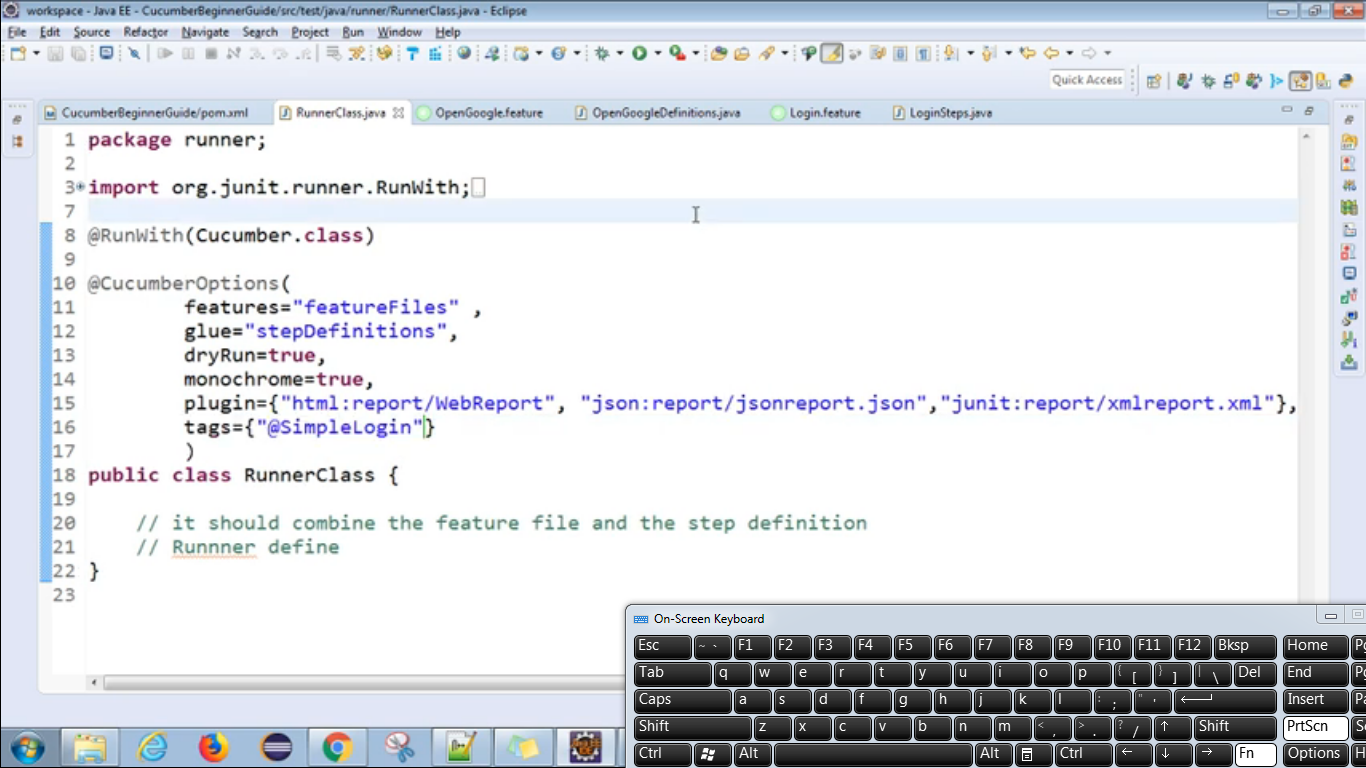 workspace - Java EE - CucumberBeginnerGuide/src/test/java/runner/RunnerClass.java - Eclipse
File Edit Source Refactor Navigate Search Project Run Window Help
Quick Access
CucumberBeginnerGuide/pom.xml RunnerClass.java OpenGoogle.feature OpenGoogleDefinitions.java Login.feature LoginSteps.java
1 package runner;
2
3 import org.junit.runner.RunWith;
7
8 @RunWith(Cucumber.class)
9
10 @CucumberOptions(
11 features="featureFiles" ,
12 glue="stepDefinitions",
13 dryRun=true,
14 monochrome=true,
15 plugin={"html:report/WebReport", "json:report/jsonreport.json","junit:report/xmlreport.xml"},
16 tags={"@SimpleLogin"}
17 )
18 public class RunnerClass {
19
20 // it should combine the feature file and the step definition
21 // Runnner define
22 }
23
On-Screen Keyboard
Esc ~ ` F1 F2 F3 F4 F5 F6 F7 F8 F9 F10 F11 F12 Bksp Home
Tab q w e r t y u i o p { [ } ] | \ Del End
Caps a s d f g h j k l : ; " ' Insert
Shift z x c v b n m < , > . ? / ↑ Shift PrtScn
Ctrl Alt Alt Ctrl ← ↓ → Fn Options